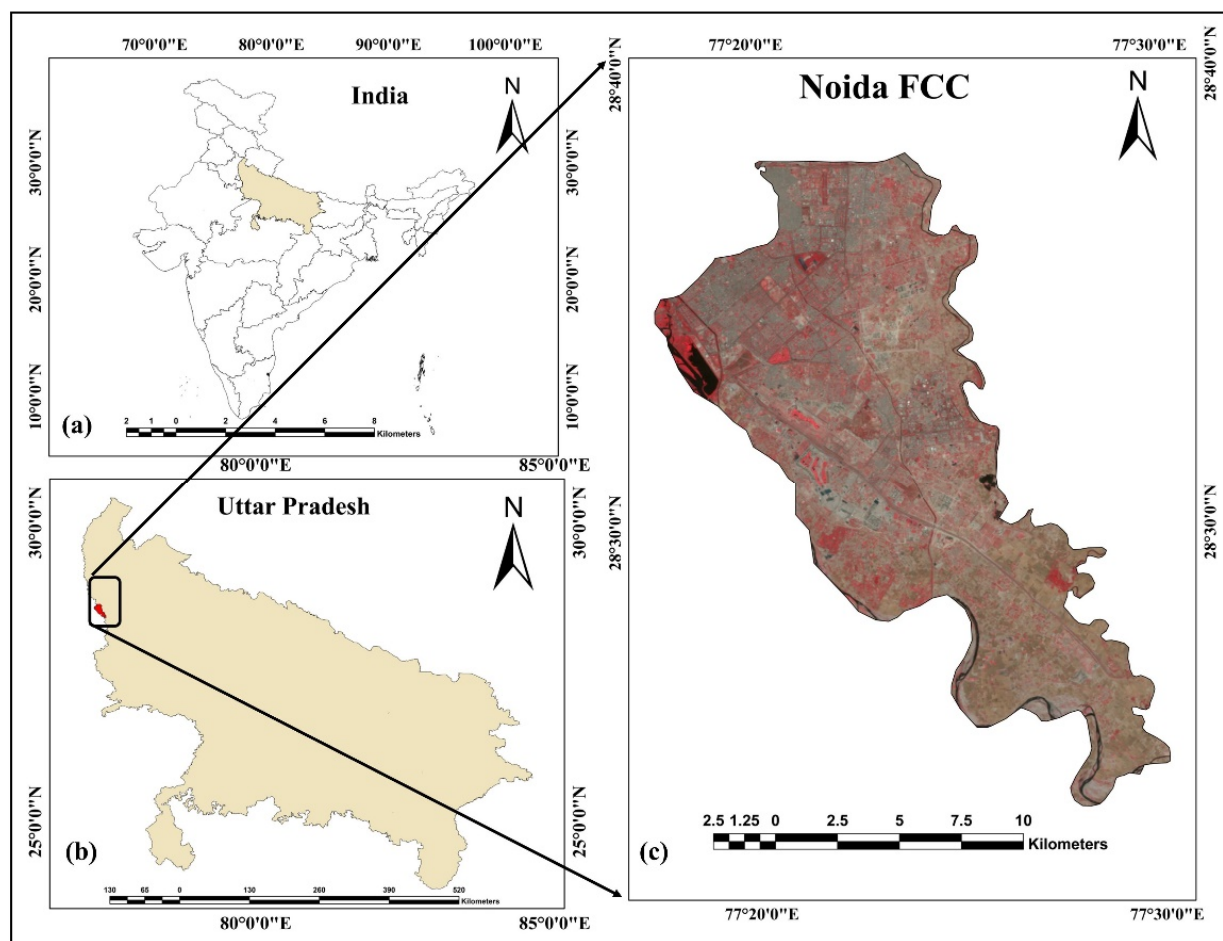 70°0'0"E 80°0'0"E 90°0'0"E 100°0'0"E
India
N
30°0'0"N
20°0'0"N
10°0'0"N
30°0'0"N
20°0'0"N
10°0'0"N
(a)
2 1 0 2 4 6 8
Kilometers
80°0'0"E 85°0'0"E
Uttar Pradesh
N
30°0'0"N
25°0'0"N
30°0'0"N
25°0'0"N
(b)
130 65 0 130 260 390 520
Kilometers
80°0'0"E 85°0'0"E
77°20'0"E 77°30'0"E
28°40'0"N
28°40'0"N
Noida FCC
N
28°30'0"N
28°30'0"N
2.5 1.25 0 2.5 5 7.5 10
Kilometers
(c)
77°20'0"E 77°30'0"E